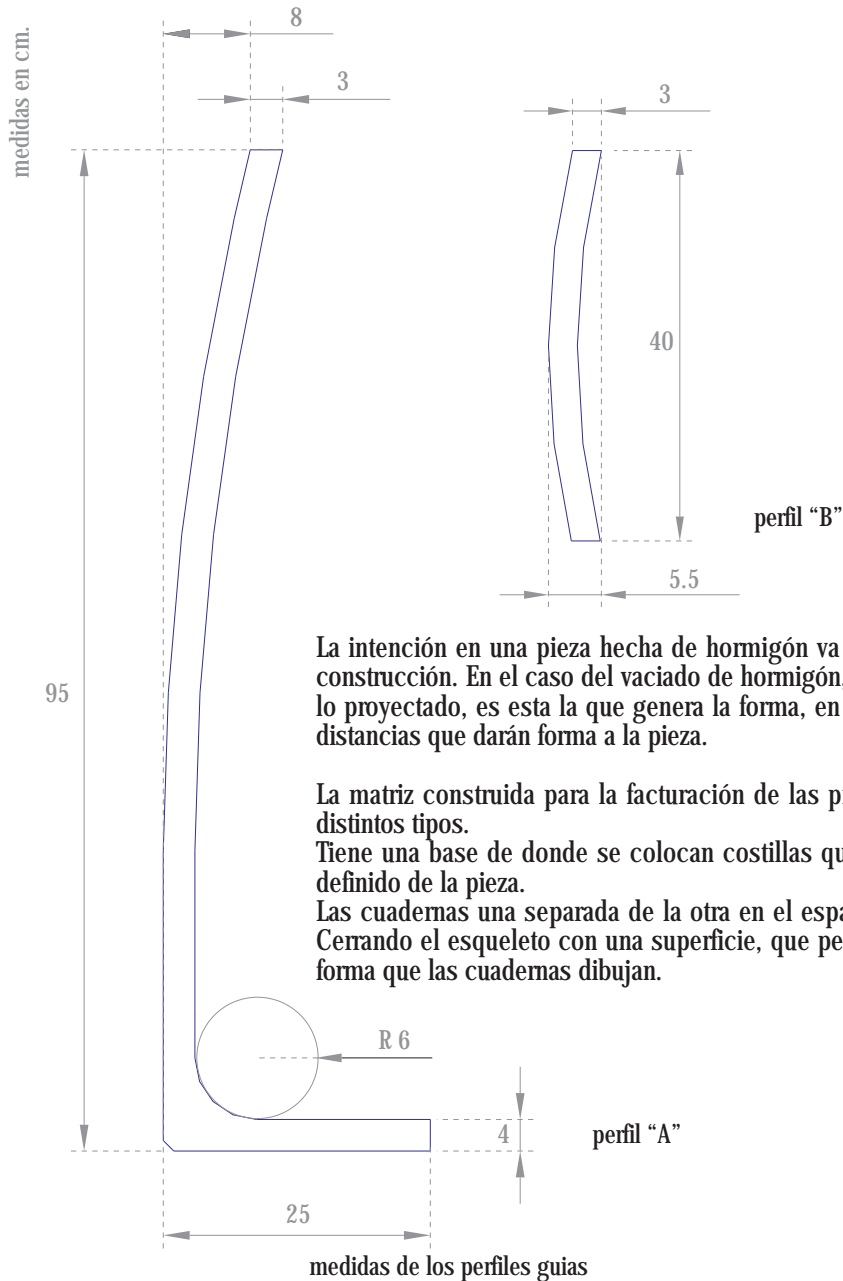 medidas en cm.
8
3
3
40
perfil “B”
5.5
La intención en una pieza hecha de hormigón va
construcción. En el caso del vaciado de hormigón,
lo proyectado, es esta la que genera la forma, en
distancias que darán forma a la pieza.
95
La matriz construida para la facturación de las p
distintos tipos.
Tiene una base de donde se colocan costillas qu
definido de la pieza.
Las cuadernas una separada de la otra en el espa
Cerrando el esqueleto con una superficie, que pe
forma que las cuadernas dibujan.
R 6
4
perfil “A”
25
medidas de los perfiles guias